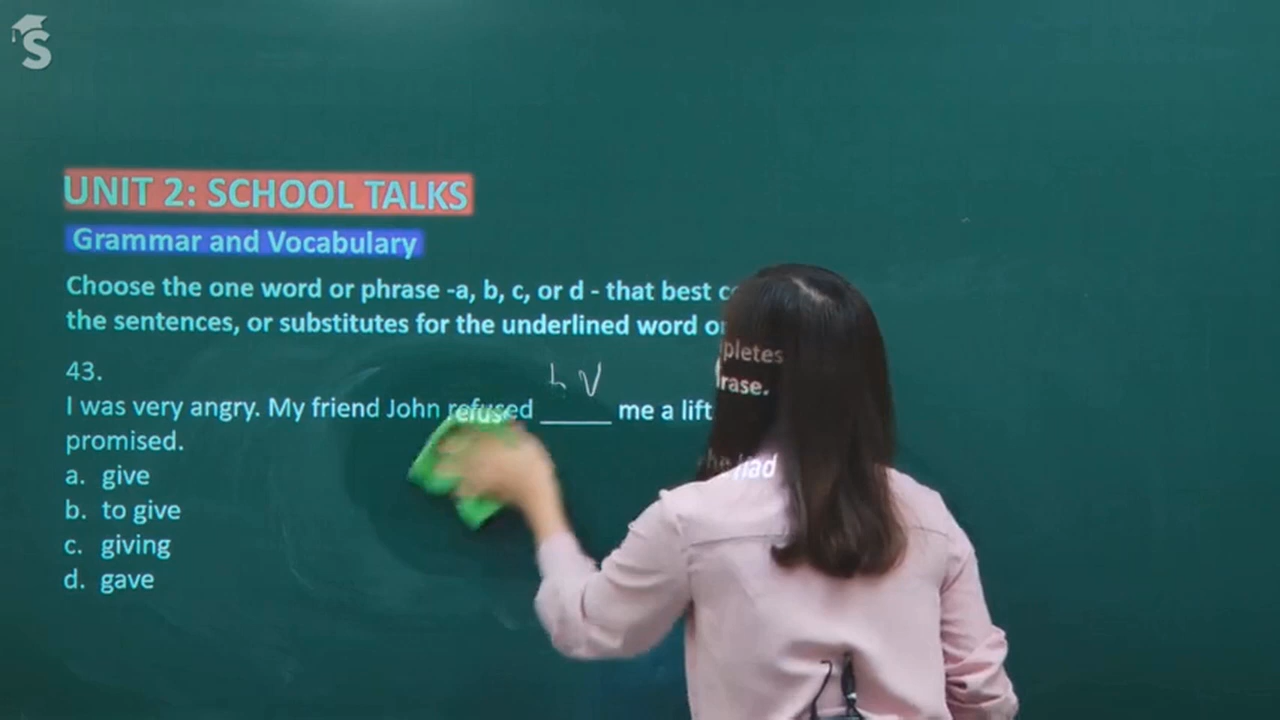 S
UNIT 2: SCHOOL TALKS
Grammar and Vocabulary
Choose the one word or phrase -a, b, c, or d - that best
pletes
the sentences, or substitutes for the underlined word or
rase.
43.
V
I was very angry. My friend John refused ____ me a lift
had
promised.
a. give
b. to give
c. giving
d. gave